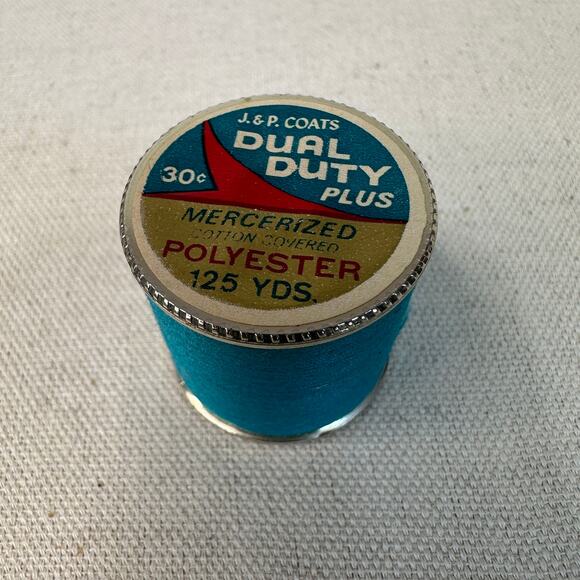 J.&P. COATS
DUAL
DUTY
PLUS
30¢
MERCERIZED
COTTON COVERED
POLYESTER
125 YDS.